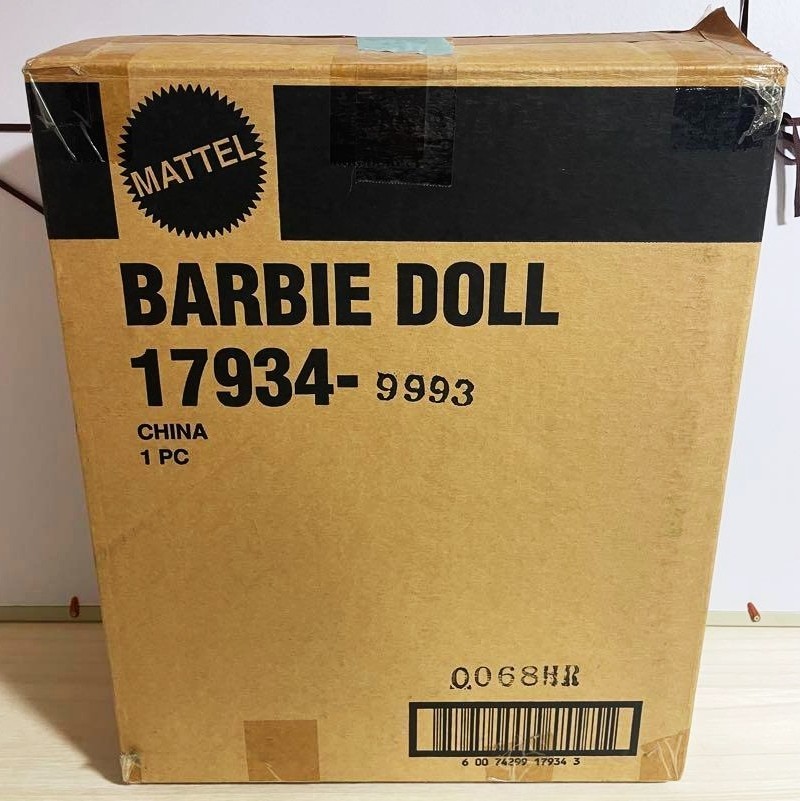 MATTEL
BARBIE DOLL
17934- 9993
CHINA
1 PC
0068HR
6 00 74299 17934 3